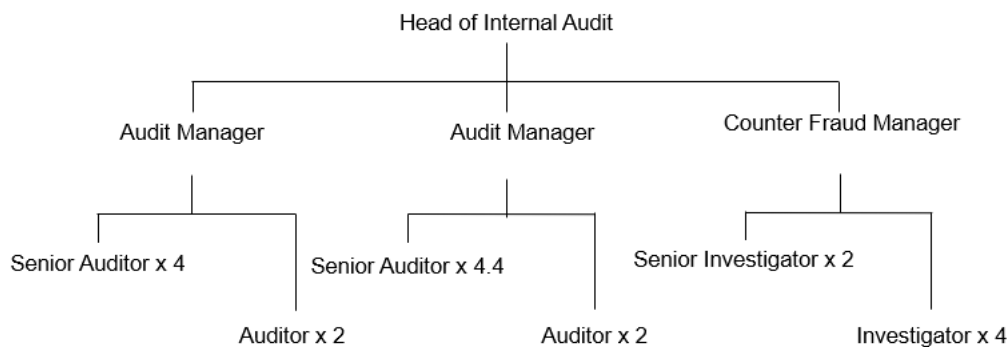 Head of Internal Audit
Audit Manager
Audit Manager
Counter Fraud Manager
Senior Auditor x 4
Senior Auditor x 4.4
Senior Investigator x 2
Auditor x 2
Auditor x 2
Investigator x 4